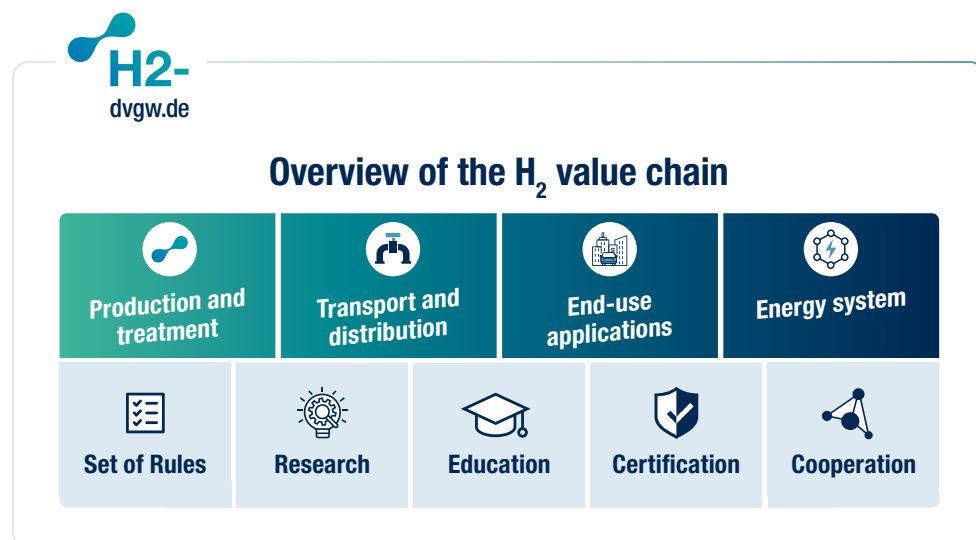 H2-
dvgw.de
Overview of the H₂ value chain
Production and
treatment
Transport and
distribution
End-use
applications
Energy system
Set of Rules
Research
Education
Certification
Cooperation